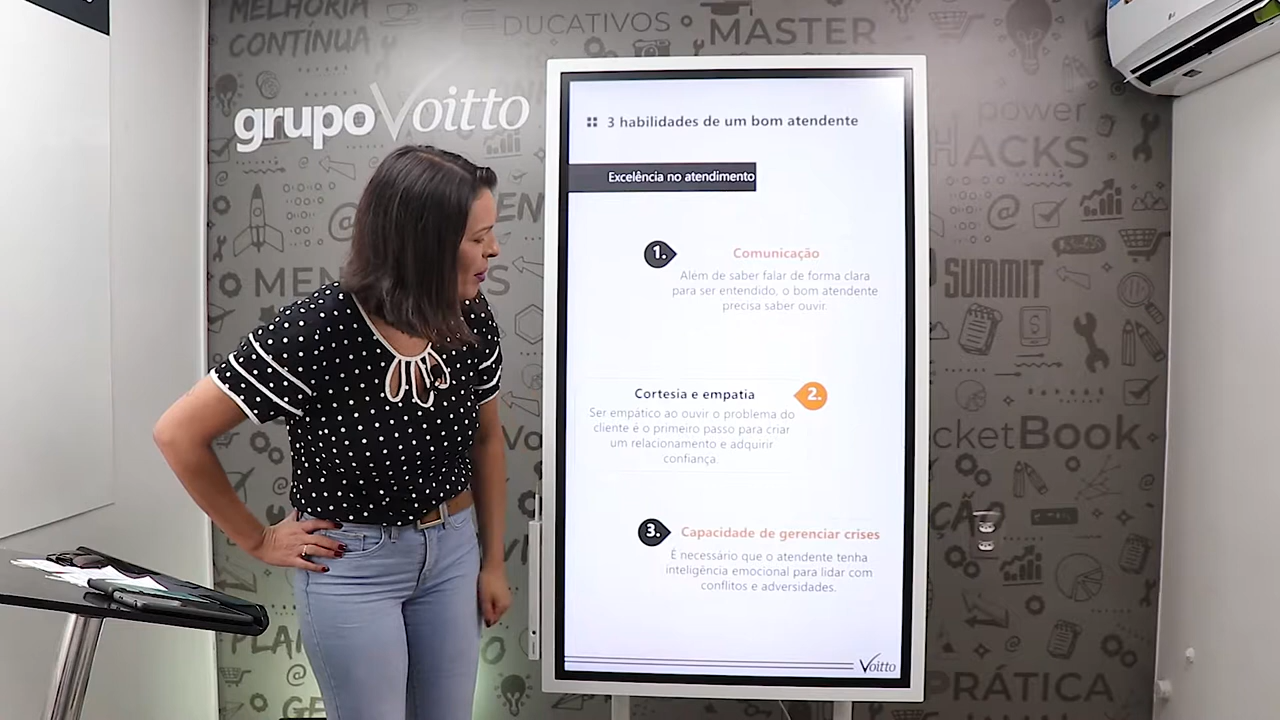 MELHORIA
CONTÍNUA
DUCATIVOS
MASTER
grupoVoitto
power
HACKS
SUMMIT
cketBook
PRÁTICA
3 habilidades de um bom atendente
Excelência no atendimento
1.
Comunicação
Além de saber falar de forma clara
para ser entendido, o bom atendente
precisa saber ouvir.
Cortesia e empatia
2.
Ser empático ao ouvir o problema do
cliente é o primeiro passo para criar
um relacionamento e adquirir
confiança.
3.
Capacidade de gerenciar crises
É necessário que o atendente tenha
inteligência emocional para lidar com
conflitos e adversidades.
Voitto